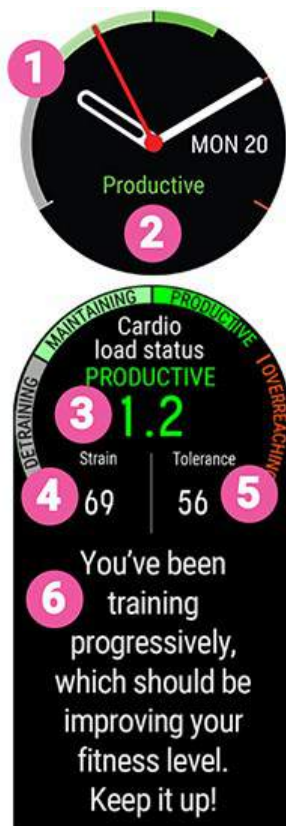 1
MON 20
Productive
2
DETRAINING
MAINTAINING
PRODUCTIVE
OVERREACHING
Cardio
load status
PRODUCTIVE
3
1.2
Strain
Tolerance
4
69
56
5
6
You've been
training
progressively,
which should be
improving your
fitness level.
Keep it up!